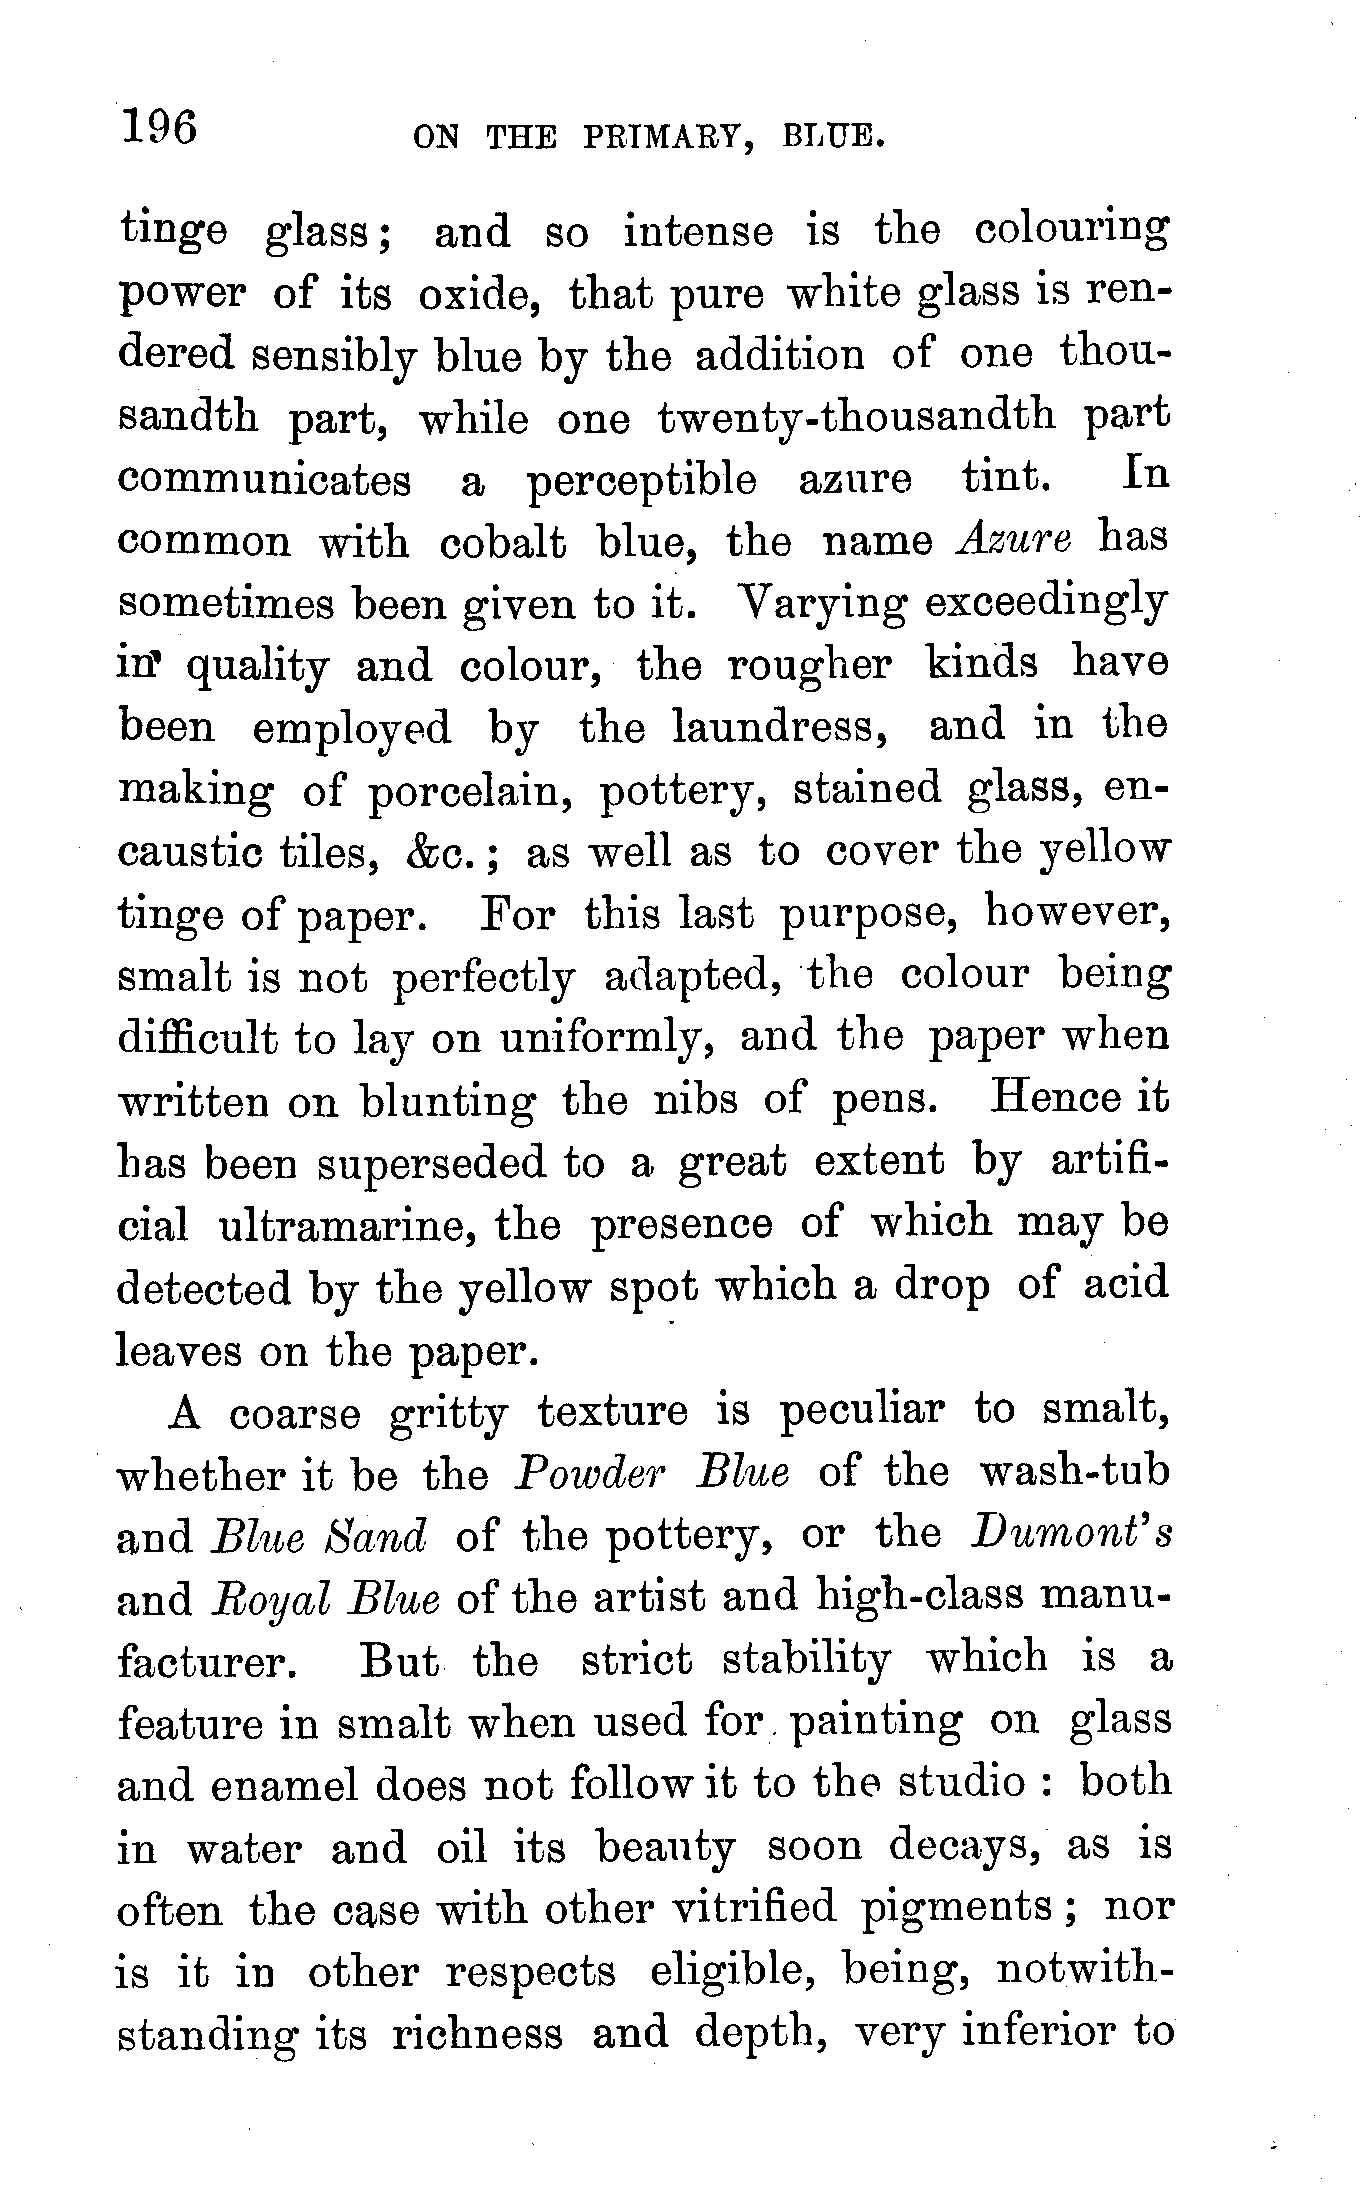 196 ON THE PRIMARY, BLUE.
tinge glass; and so intense is the colouring
power of its oxide, that pure white glass is ren-
dered sensibly blue by the addition of one thou-
sandth part, while one twenty-thousandth part
communicates a perceptible azure tint. In
common with cobalt blue, the name Azure has
sometimes been given to it. Varying exceedingly
in quality and colour, the rougher kinds have
been employed by the laundress, and in the
making of porcelain, pottery, stained glass, en-
caustic tiles, &c.; as well as to cover the yellow
tinge of paper. For this last purpose, however,
smalt is not perfectly adapted, the colour being
difficult to lay on uniformly, and the paper when
written on blunting the nibs of pens. Hence it
has been superseded to a great extent by artifi-
cial ultramarine, the presence of which may be
detected by the yellow spot which a drop of acid
leaves on the paper.
A coarse gritty texture is peculiar to smalt,
whether it be the Powder Blue of the wash-tub
and Blue Sand of the pottery, or the Dumont's
and Royal Blue of the artist and high-class manu-
facturer. But the strict stability which is a
feature in smalt when used for painting on glass
and enamel does not follow it to the studio : both
in water and oil its beauty soon decays, as is
often the case with other vitrified pigments; nor
is it in other respects eligible, being, notwith-
standing its richness and depth, very inferior to